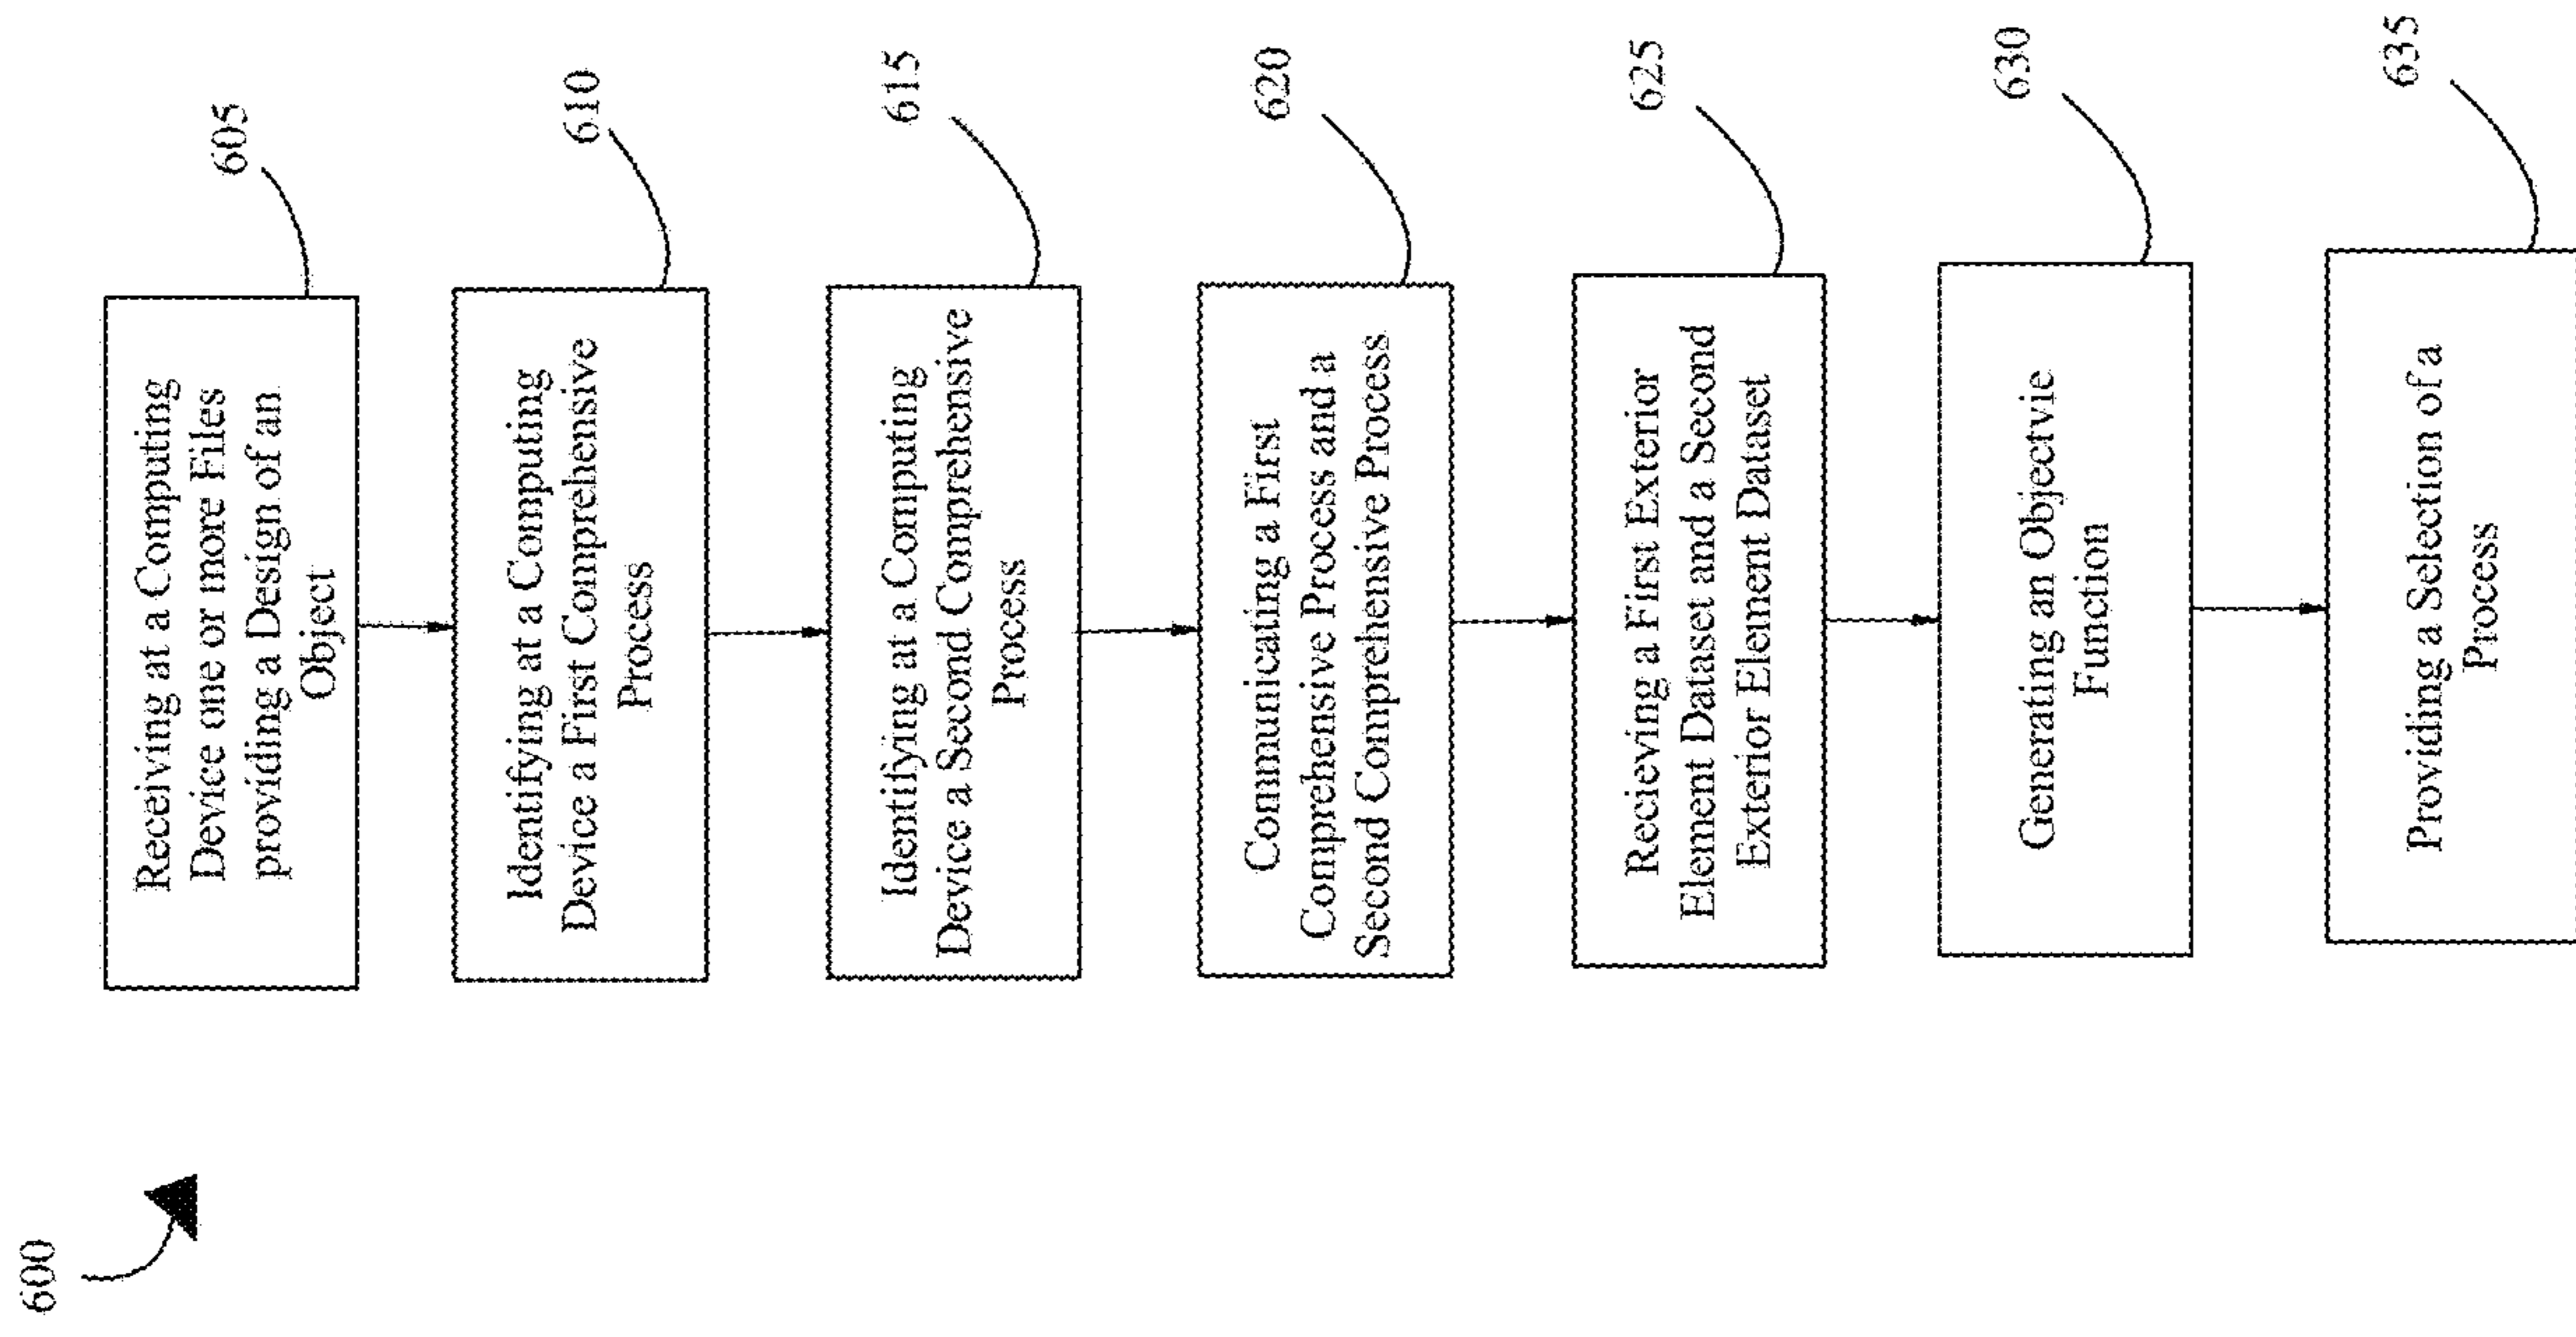 600
605
Receiving at a Computing
Device one or more Files
providing a Design of an
Object
610
Identifying at a Computing
Device a First Comprehensive
Process
615
Identifying at a Computing
Device a Second Comprehensive
Process
620
Communicating a First
Comprehensive Process and a
Second Comprehensive Process
625
Recieving a First Exterior
Element Dataset and a Second
Exterior Element Dataset
630
Generating an Objectvie
Function
635
Providing a Selection of a
Process